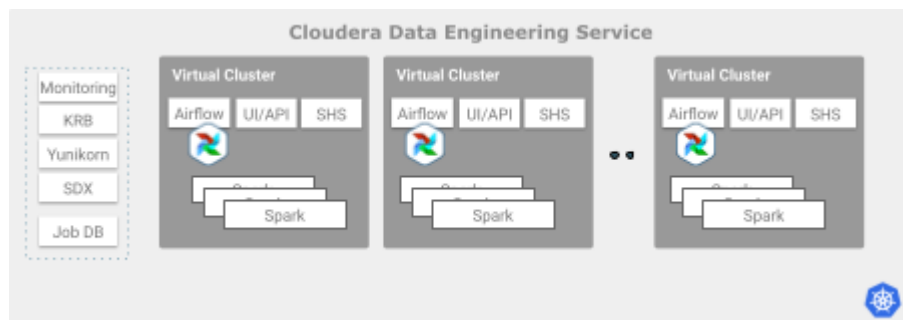 Cloudera Data Engineering Service
Monitoring
KRB
Yunikorn
SDX
Job DB
Virtual Cluster
Airflow UI/API SHS
Spark
Virtual Cluster
Airflow UI/API SHS
Spark
Virtual Cluster
Airflow UI/API SHS
Spark